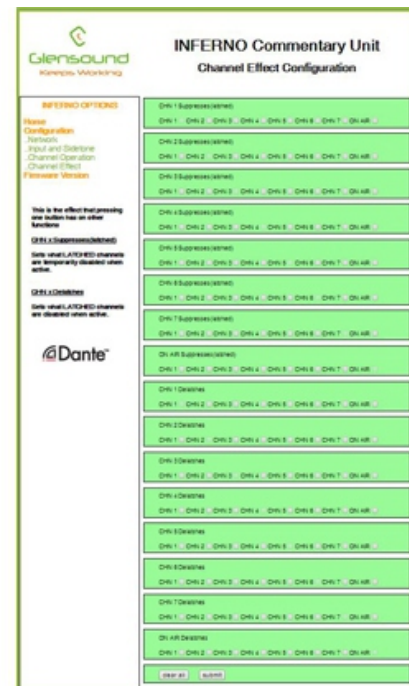 Glensound
Keeps Working
INFERNO Commentary Unit
Channel Effect Configuration
INFERNO OPTIONS
Home
Configuration
. Network
. Input and Sidetone
. Channel Operation
. Channel Effect
Firmware Version
This is the effect that pressing
one button has on other
functions
CHN x Suppresses(latched)
Sets what LATCHED channels
are temporarily disabled when
active.
CHN x Delatches
Sets what LATCHED channels
are disabled when active.
Dante™
CHN 1 Suppresses(latched)
CHN 1 CHN 2 CHN 3 CHN 4 CHN 5 CHN 6 CHN 7 ON AIR
CHN 2 Suppresses(latched)
CHN 1 CHN 2 CHN 3 CHN 4 CHN 5 CHN 6 CHN 7 ON AIR
CHN 3 Suppresses(latched)
CHN 1 CHN 2 CHN 3 CHN 4 CHN 5 CHN 6 CHN 7 ON AIR
CHN 4 Suppresses(latched)
CHN 1 CHN 2 CHN 3 CHN 4 CHN 5 CHN 6 CHN 7 ON AIR
CHN 5 Suppresses(latched)
CHN 1 CHN 2 CHN 3 CHN 4 CHN 5 CHN 6 CHN 7 ON AIR
CHN 6 Suppresses(latched)
CHN 1 CHN 2 CHN 3 CHN 4 CHN 5 CHN 6 CHN 7 ON AIR
CHN 7 Suppresses(latched)
CHN 1 CHN 2 CHN 3 CHN 4 CHN 5 CHN 6 CHN 7 ON AIR
ON AIR Suppresses(latched)
CHN 1 CHN 2 CHN 3 CHN 4 CHN 5 CHN 6 CHN 7 ON AIR
CHN 1 Delatches
CHN 1 CHN 2 CHN 3 CHN 4 CHN 5 CHN 6 CHN 7 ON AIR
CHN 2 Delatches
CHN 1 CHN 2 CHN 3 CHN 4 CHN 5 CHN 6 CHN 7 ON AIR
CHN 3 Delatches
CHN 1 CHN 2 CHN 3 CHN 4 CHN 5 CHN 6 CHN 7 ON AIR
CHN 4 Delatches
CHN 1 CHN 2 CHN 3 CHN 4 CHN 5 CHN 6 CHN 7 ON AIR
CHN 5 Delatches
CHN 1 CHN 2 CHN 3 CHN 4 CHN 5 CHN 6 CHN 7 ON AIR
CHN 6 Delatches
CHN 1 CHN 2 CHN 3 CHN 4 CHN 5 CHN 6 CHN 7 ON AIR
CHN 7 Delatches
CHN 1 CHN 2 CHN 3 CHN 4 CHN 5 CHN 6 CHN 7 ON AIR
ON AIR Delatches
CHN 1 CHN 2 CHN 3 CHN 4 CHN 5 CHN 6 CHN 7 ON AIR
clear all submit